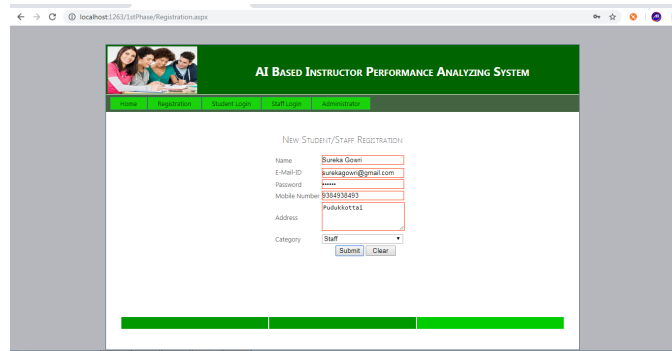 localhost:1263/1stPhase/Registration.aspx
AI Based Instructor Performance Analyzing System
Home Registration Student Login Staff Login Administrator
New Student/Staff Registration
Name Sureka Gowri
E-Mail-ID surekagowri@gmail.com
Password ••••••
Mobile Number 9384938493
Address Pudukkottai
Category Staff
Submit Clear